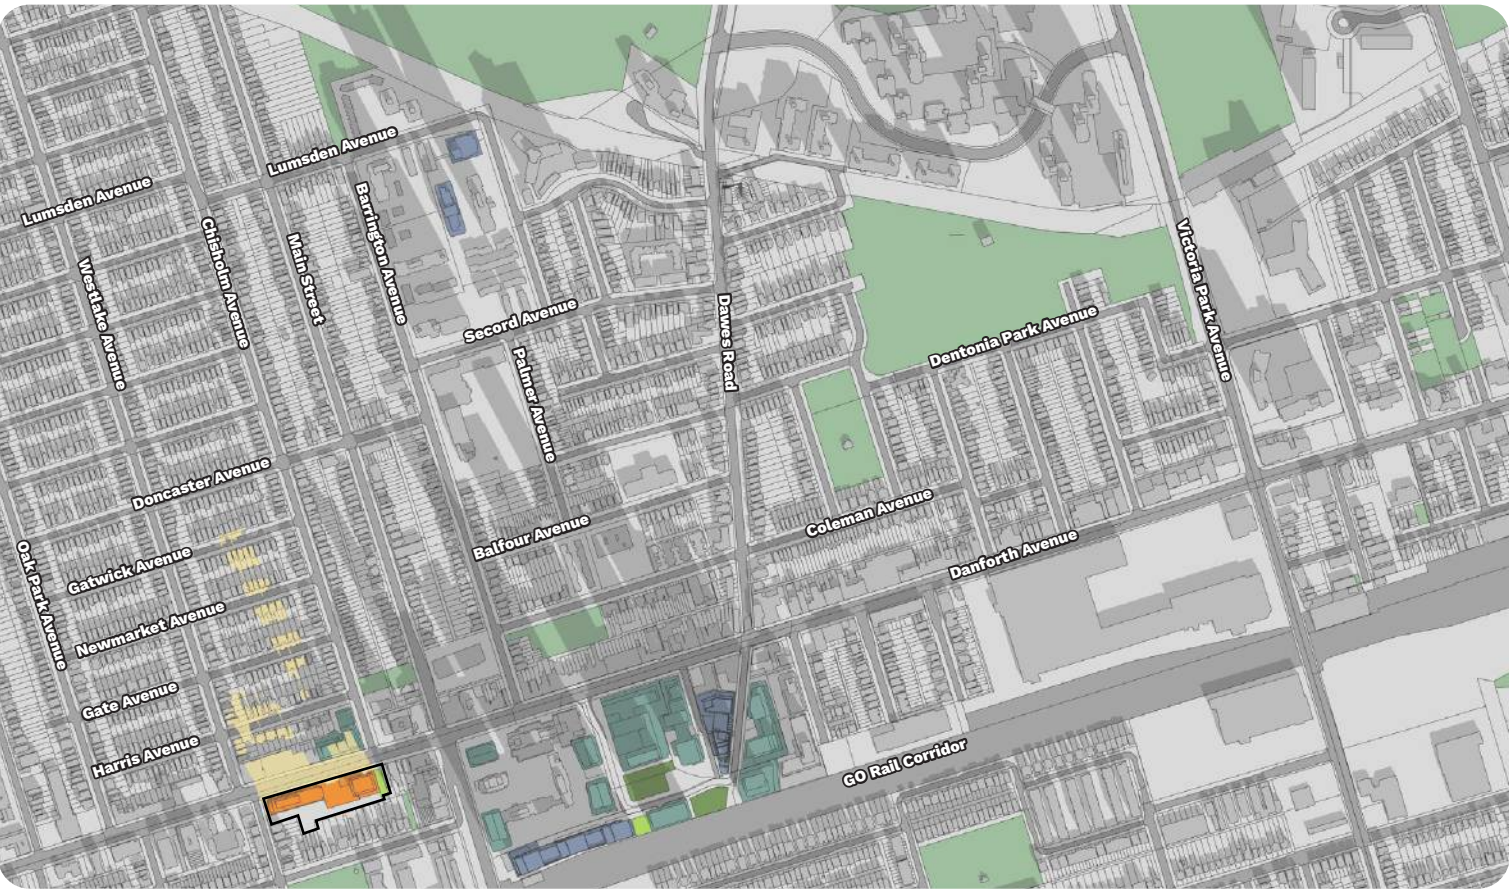 Lumsden Avenue
Lumsden Avenue
Barrington Avenue
Chisholm Avenue
Main Street
Victoria Park Avenue
Westlake Avenue
Dawes Road
Secord Avenue
Dentonia Park Avenue
Palmer Avenue
Doncaster Avenue
Coleman Avenue
Balfour Avenue
Danforth Avenue
Oak Park Avenue
Gatwick Avenue
Newmarket Avenue
Gate Avenue
Harris Avenue
GO Rail Corridor